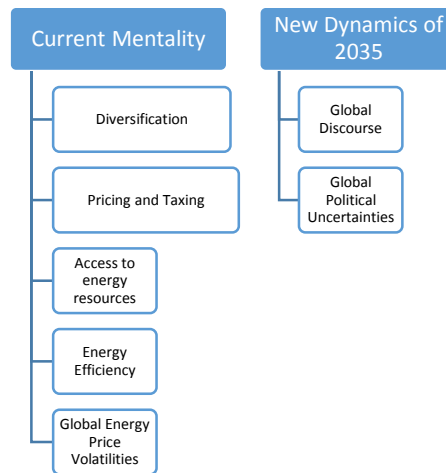 Current Mentality
Diversification
Pricing and Taxing
Access to
energy
resources
Energy
Efficiency
Global Energy
Price
Volatilities
New Dynamics of
2035
Global
Discourse
Global
Political
Uncertainties